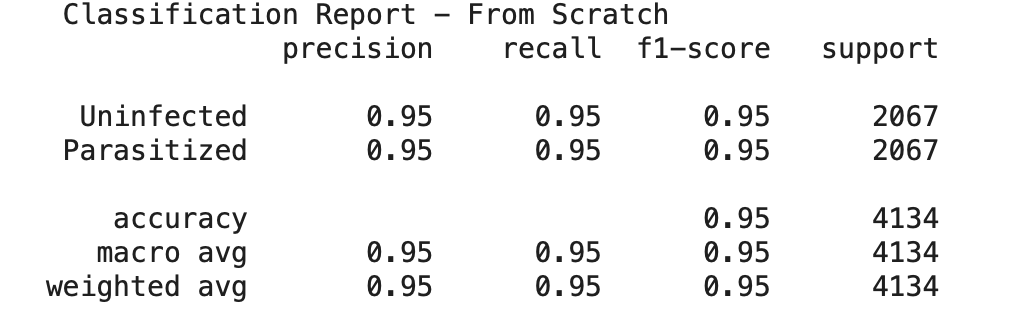 Classification Report – From Scratch
precision recall f1–score support
Uninfected 0.95 0.95 0.95 2067
Parasitized 0.95 0.95 0.95 2067
accuracy 0.95 4134
macro avg 0.95 0.95 0.95 4134
weighted avg 0.95 0.95 0.95 4134